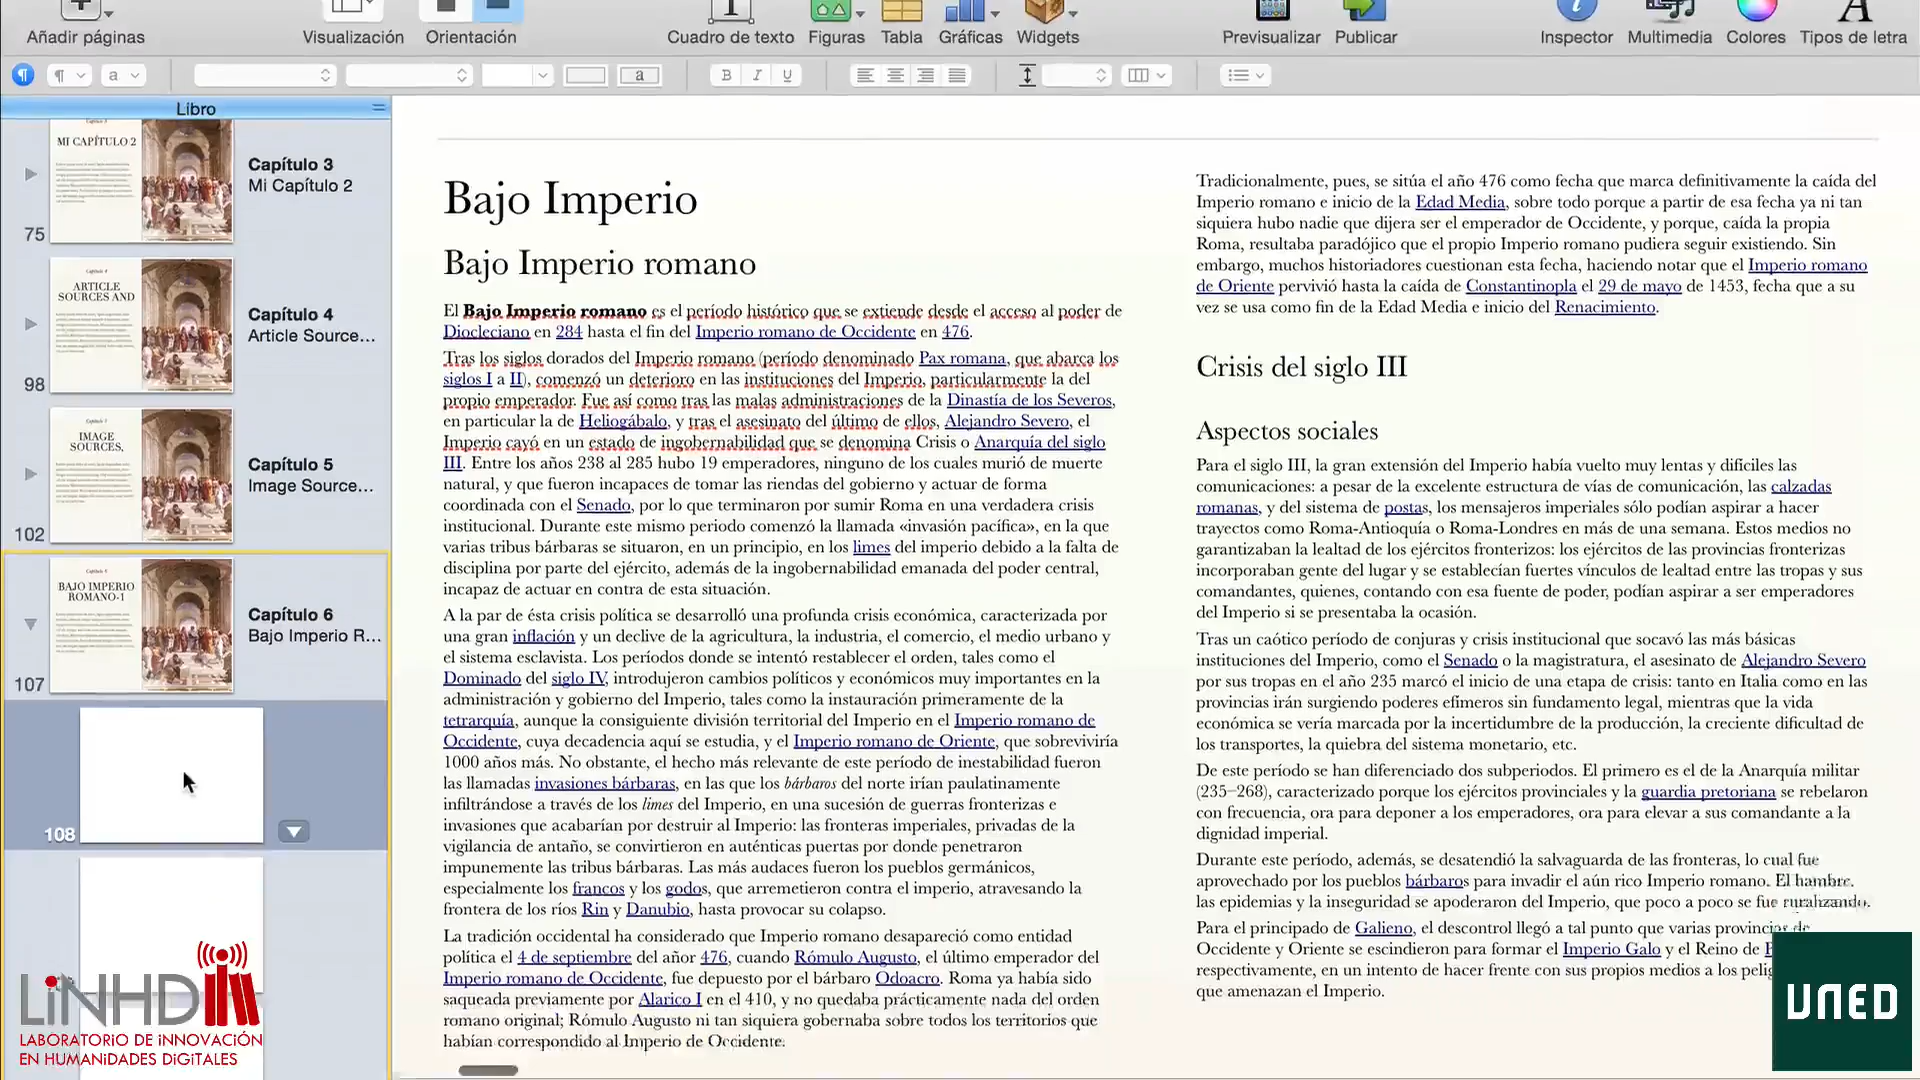 Añadir páginas
Visualización
Orientación
Cuadro de texto
Figuras
Tabla
Gráficas
Widgets
Previsualizar
Publicar
Inspector
Multimedia
Colores
Tipos de letra
a
a
B I U
Libro
MI CAPÍTULO 2
Capítulo 3
Mi Capítulo 2
75
Capítulo 4
ARTICLE
SOURCES AND
Capítulo 4
Article Source...
98
IMAGE
SOURCES,
Capítulo 5
Image Source...
102
BAJO IMPERIO
ROMANO-1
Capítulo 6
Bajo Imperio R...
107
108
LiNHD
LABORATORIO DE iNNOVACiÓN
EN HUMANiDADES DiGiTALES
Bajo Imperio
Bajo Imperio romano
El Bajo Imperio romano es el período histórico que se extiende desde el acceso al poder de
Diocleciano en 284 hasta el fin del Imperio romano de Occidente en 476.
Tras los siglos dorados del Imperio romano (período denominado Pax romana, que abarca los
siglos I a II), comenzó un deterioro en las instituciones del Imperio, particularmente la del
propio emperador. Fue así como tras las malas administraciones de la Dinastía de los Severos,
en particular la de Heliogábalo, y tras el asesinato del último de ellos, Alejandro Severo, el
Imperio cayó en un estado de ingobernabilidad que se denomina Crisis o Anarquía del siglo
III. Entre los años 238 al 285 hubo 19 emperadores, ninguno de los cuales murió de muerte
natural, y que fueron incapaces de tomar las riendas del gobierno y actuar de forma
coordinada con el Senado, por lo que terminaron por sumir Roma en una verdadera crisis
institucional. Durante este mismo periodo comenzó la llamada «invasión pacífica», en la que
varias tribus bárbaras se situaron, en un principio, en los limes del imperio debido a la falta de
disciplina por parte del ejército, además de la ingobernabilidad emanada del poder central,
incapaz de actuar en contra de esta situación.
A la par de ésta crisis política se desarrolló una profunda crisis económica, caracterizada por
una gran inflación y un declive de la agricultura, la industria, el comercio, el medio urbano y
el sistema esclavista. Los períodos donde se intentó restablecer el orden, tales como el
Dominado del siglo IV, introdujeron cambios políticos y económicos muy importantes en la
administración y gobierno del Imperio, tales como la instauración primeramente de la
tetrarquía, aunque la consiguiente división territorial del Imperio en el Imperio romano de
Occidente, cuya decadencia aquí se estudia, y el Imperio romano de Oriente, que sobreviviría
1000 años más. No obstante, el hecho más relevante de este período de inestabilidad fueron
las llamadas invasiones bárbaras, en las que los bárbaros del norte irían paulatinamente
infiltrándose a través de los limes del Imperio, en una sucesión de guerras fronterizas e
invasiones que acabarían por destruir al Imperio: las fronteras imperiales, privadas de la
vigilancia de antaño, se convirtieron en auténticas puertas por donde penetraron
impunemente las tribus bárbaras. Las más audaces fueron los pueblos germánicos,
especialmente los francos y los godos, que arremetieron contra el imperio, atravesando la
frontera de los ríos Rin y Danubio, hasta provocar su colapso.
La tradición occidental ha considerado que Imperio romano desapareció como entidad
política el 4 de septiembre del añor 476, cuando Rómulo Augusto, el último emperador del
Imperio romano de Occidente, fue depuesto por el bárbaro Odoacro. Roma ya había sido
saqueada previamente por Alarico I en el 410, y no quedaba prácticamente nada del orden
romano original; Rómulo Augusto ni tan siquiera gobernaba sobre todos los territorios que
habían correspondido al Imperio de Occidente.
Tradicionalmente, pues, se sitúa el año 476 como fecha que marca definitivamente la caída del
Imperio romano e inicio de la Edad Media, sobre todo porque a partir de esa fecha ya ni tan
siquiera hubo nadie que dijera ser el emperador de Occidente, y porque, caída la propia
Roma, resultaba paradójico que el propio Imperio romano pudiera seguir existiendo. Sin
embargo, muchos historiadores cuestionan esta fecha, haciendo notar que el Imperio romano
de Oriente pervivió hasta la caída de Constantinopla el 29 de mayo de 1453, fecha que a su
vez se usa como fin de la Edad Media e inicio del Renacimiento.
Crisis del siglo III
Aspectos sociales
Para el siglo III, la gran extensión del Imperio había vuelto muy lentas y difíciles las
comunicaciones: a pesar de la excelente estructura de vías de comunicación, las calzadas
romanas, y del sistema de postas, los mensajeros imperiales sólo podían aspirar a hacer
trayectos como Roma-Antioquía o Roma-Londres en más de una semana. Estos medios no
garantizaban la lealtad de los ejércitos fronterizos: los ejércitos de las provincias fronterizas
incorporaban gente del lugar y se establecían fuertes vínculos de lealtad entre las tropas y sus
comandantes, quienes, contando con esa fuente de poder, podían aspirar a ser emperadores
del Imperio si se presentaba la ocasión.
Tras un caótico período de conjuras y crisis institucional que socavó las más básicas
instituciones del Imperio, como el Senado o la magistratura, el asesinato de Alejandro Severo
por sus tropas en el año 235 marcó el inicio de una etapa de crisis: tanto en Italia como en las
provincias irán surgiendo poderes efímeros sin fundamento legal, mientras que la vida
económica se vería marcada por la incertidumbre de la producción, la creciente dificultad de
los transportes, la quiebra del sistema monetario, etc.
De este período se han diferenciado dos subperiodos. El primero es el de la Anarquía militar
(235–268), caracterizado porque los ejércitos provinciales y la guardia pretoriana se rebelaron
con frecuencia, ora para deponer a los emperadores, ora para elevar a sus comandante a la
dignidad imperial.
Durante este período, además, se desatendió la salvaguarda de las fronteras, lo cual fue
aprovechado por los pueblos bárbaros para invadir el aún rico Imperio romano. El hambre,
las epidemias y la inseguridad se apoderaron del Imperio, que poco a poco se fue ruralizando.
Para el principado de Galieno, el descontrol llegó a tal punto que varias provincias de
Occidente y Oriente se escindieron para formar el Imperio Galo y el Reino de
respectivamente, en un intento de hacer frente con sus propios medios a los
que amenazan el Imperio.
UNED